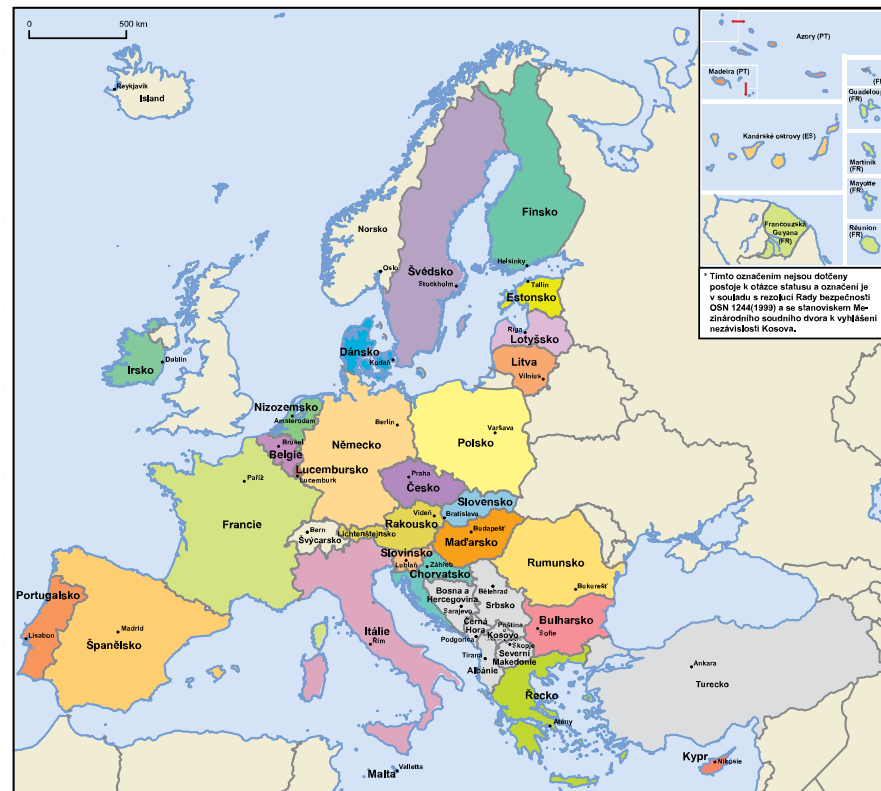 0
500 km
Reykjavik
Island
Norsko
Oslo
Švédsko
Stockholm
Finsko
Helsinky
Tallin
Estonsko
Riga
Lotyšsko
Litva
Vilnius
Dánsko
Kodaň
Dublin
Irsko
Nizozemsko
Amsterodam
Brusel
Belgie
Lucembursko
Lucemburk
Berlín
Německo
Varšava
Polsko
Praha
Česko
Slovensko
Bratislava
Vídeň
Rakousko
Lichtenštejnsko
Bern
Švýcarsko
Paříž
Francie
Budapešť
Maďarsko
Slovinsko
Lublaň
Záhřeb
Chorvatsko
Rumunsko
Bukurešť
Bosna a
Hercegovina
Sarajevo
Bělehrad
Srbsko
Černá
Hora
Podgorica
Priština
Kosovo
Bulharsko
Sofie
Skopje
Severní
Makedonie
Tirana
Albánie
Itálie
Řím
Portugalsko
Lisabon
Madrid
Španělsko
Řecko
Atény
Ankara
Turecko
Kypr
Nikósie
Malta
Valletta
Azory (PT)
Madeira (PT)
Kanárské ostrovy (ES)
Guadeloup
(FR)
Martinik
(FR)
Mayotte
(FR)
Réunion
(FR)
Francouzská
Guyana
(FR)
* Tímto označením nejsou dotčeny
postoje k otázce statusu a označení je
v souladu s rezolucí Rady bezpečnosti
OSN 1244(1999) a se stanoviskem Me-
zinárodního soudního dvora k vyhlášení
nezávislosti Kosova.